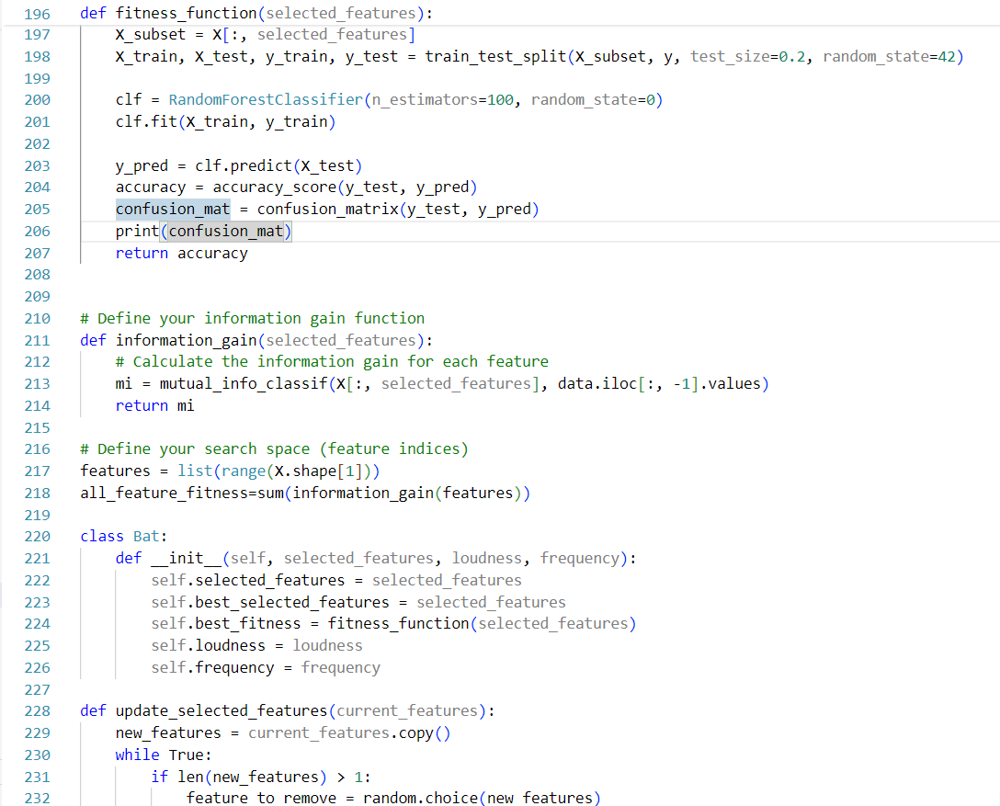 196 def fitness_function(selected_features):
197 X_subset = X[:, selected_features]
198 X_train, X_test, y_train, y_test = train_test_split(X_subset, y, test_size=0.2, random_state=42)
199
200 clf = RandomForestClassifier(n_estimators=100, random_state=0)
201 clf.fit(X_train, y_train)
202
203 y_pred = clf.predict(X_test)
204 accuracy = accuracy_score(y_test, y_pred)
205 confusion_mat = confusion_matrix(y_test, y_pred)
206 print(confusion_mat)
207 return accuracy
208
209
210 # Define your information gain function
211 def information_gain(selected_features):
212 # Calculate the information gain for each feature
213 mi = mutual_info_classif(X[:, selected_features], data.iloc[:, -1].values)
214 return mi
215
216 # Define your search space (feature indices)
217 features = list(range(X.shape[1]))
218 all_feature_fitness=sum(information_gain(features))
219
220 class Bat:
221 def __init__(self, selected_features, loudness, frequency):
222 self.selected_features = selected_features
223 self.best_selected_features = selected_features
224 self.best_fitness = fitness_function(selected_features)
225 self.loudness = loudness
226 self.frequency = frequency
227
228 def update_selected_features(current_features):
229 new_features = current_features.copy()
230 while True:
231 if len(new_features) > 1:
232 feature_to_remove = random.choice(new_features)